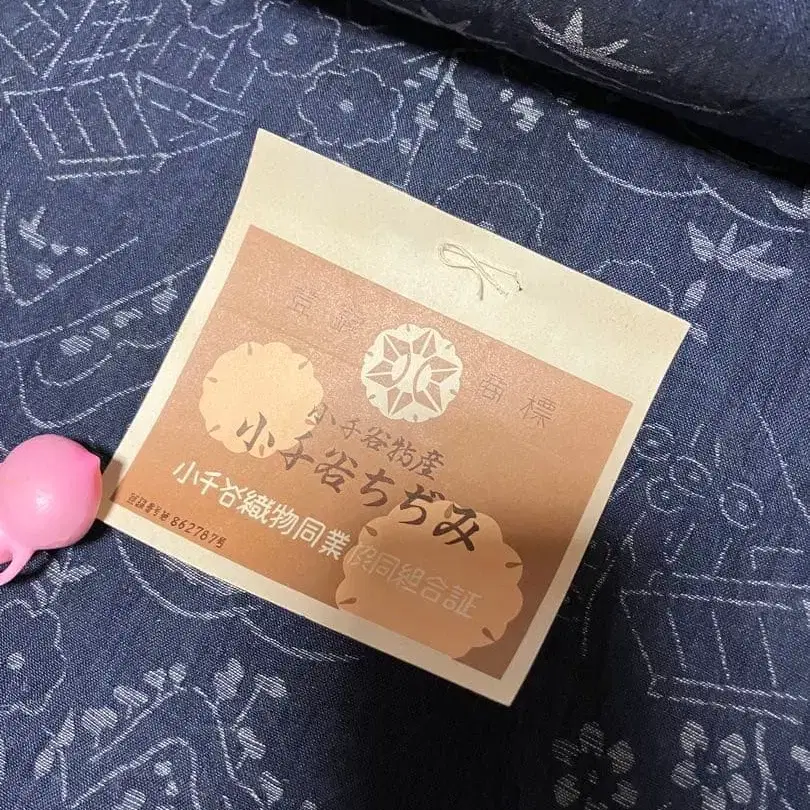 登録 商標
小千谷物産
小千谷ちぢみ
小千谷織物同業協同組合証
登録番号第862787号